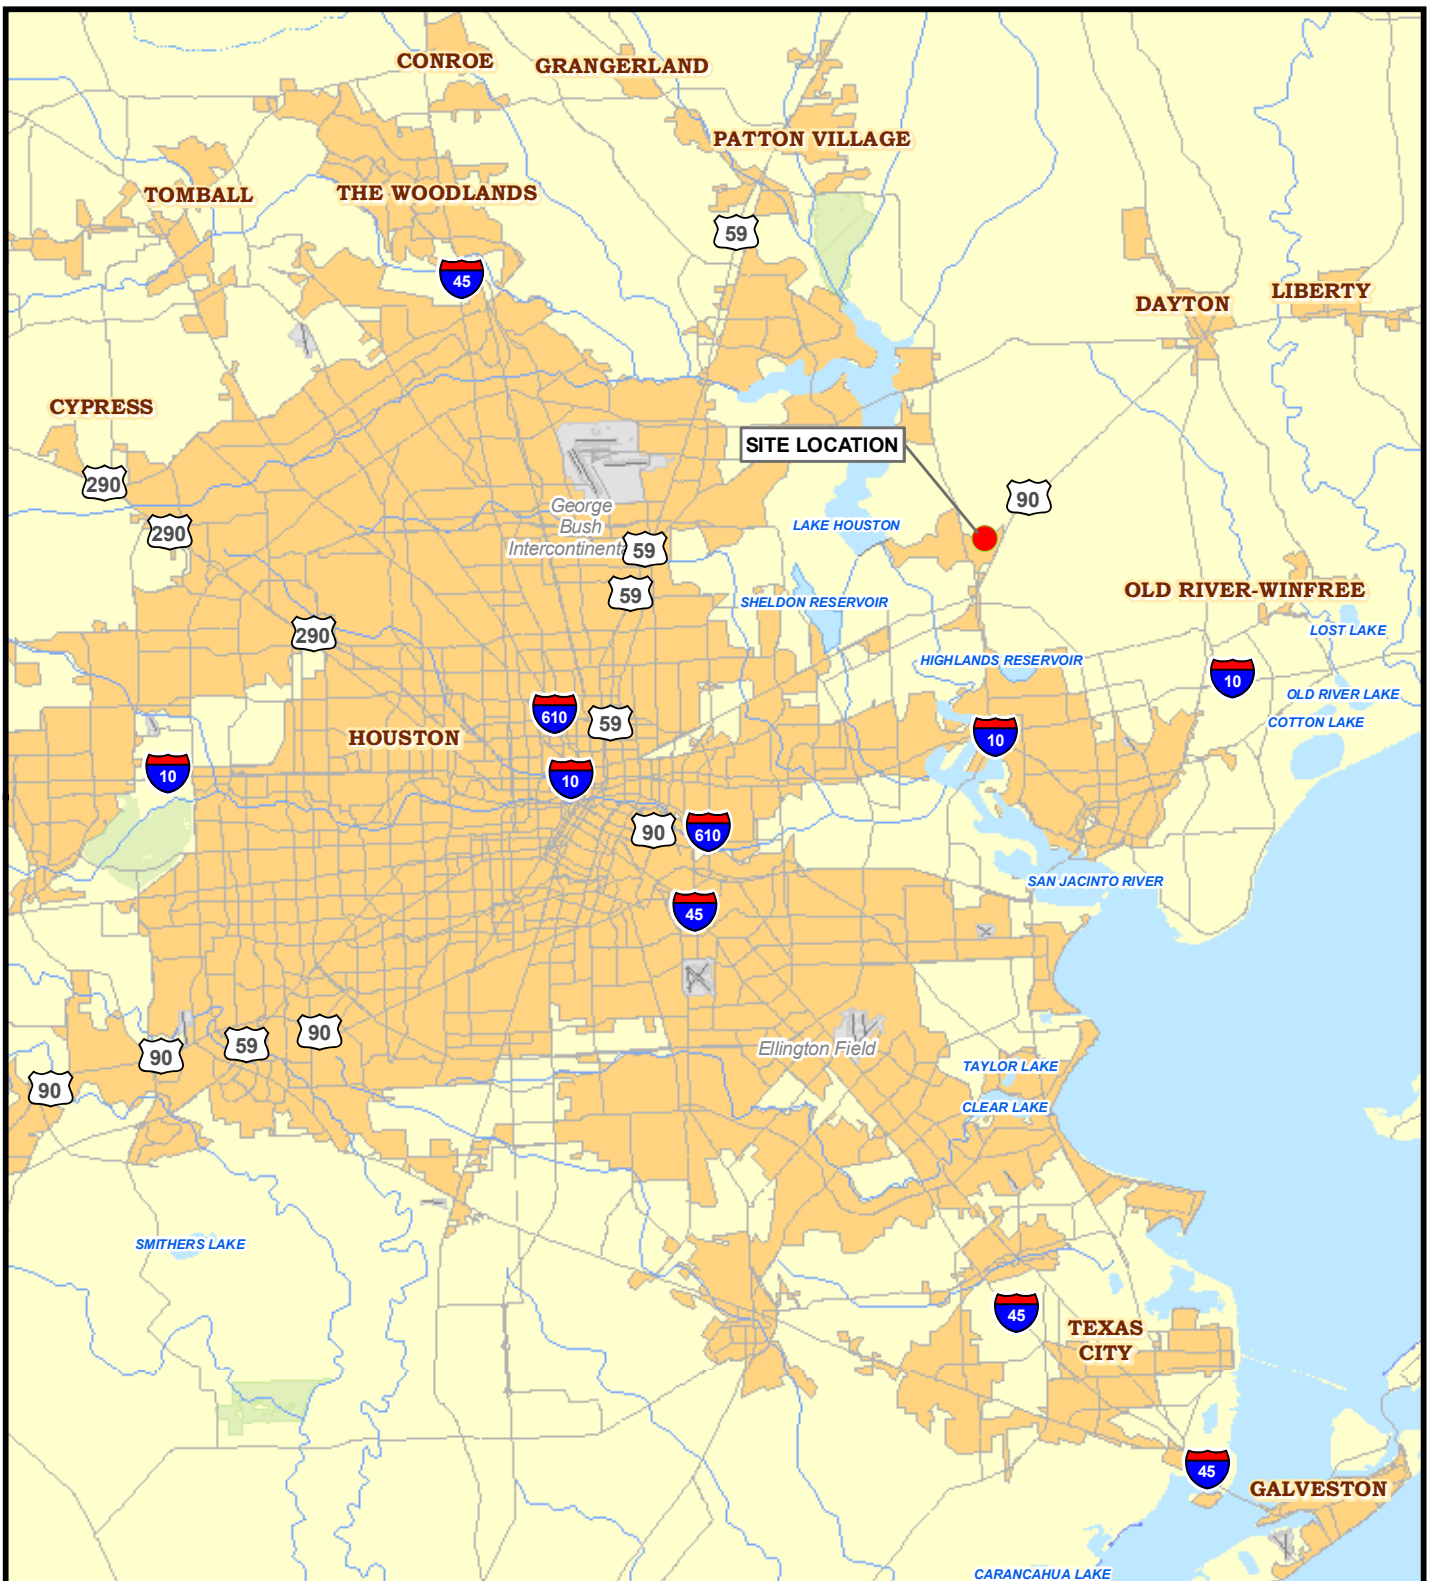 CONROE
GRANGERLAND
PATTON VILLAGE
TOMBALL
THE WOODLANDS
59
45
LIBERTY
DAYTON
CYPRESS
SITE LOCATION
290
90
George
Bush
Intercontinent
LAKE HOUSTON
290
59
59
OLD RIVER-WINFREE
SHELDON RESERVOIR
LOST LAKE
290
HIGHLANDS RESERVOIR
10
OLD RIVER LAKE
610
59
COTTON LAKE
HOUSTON
10
10
10
90
610
SAN JACINTO RIVER
45
90
59
Ellington Field
90
TAYLOR LAKE
90
CLEAR LAKE
SMITHERS LAKE
45
TEXAS
CITY
45
GALVESTON
CARANCAHUA LAKE